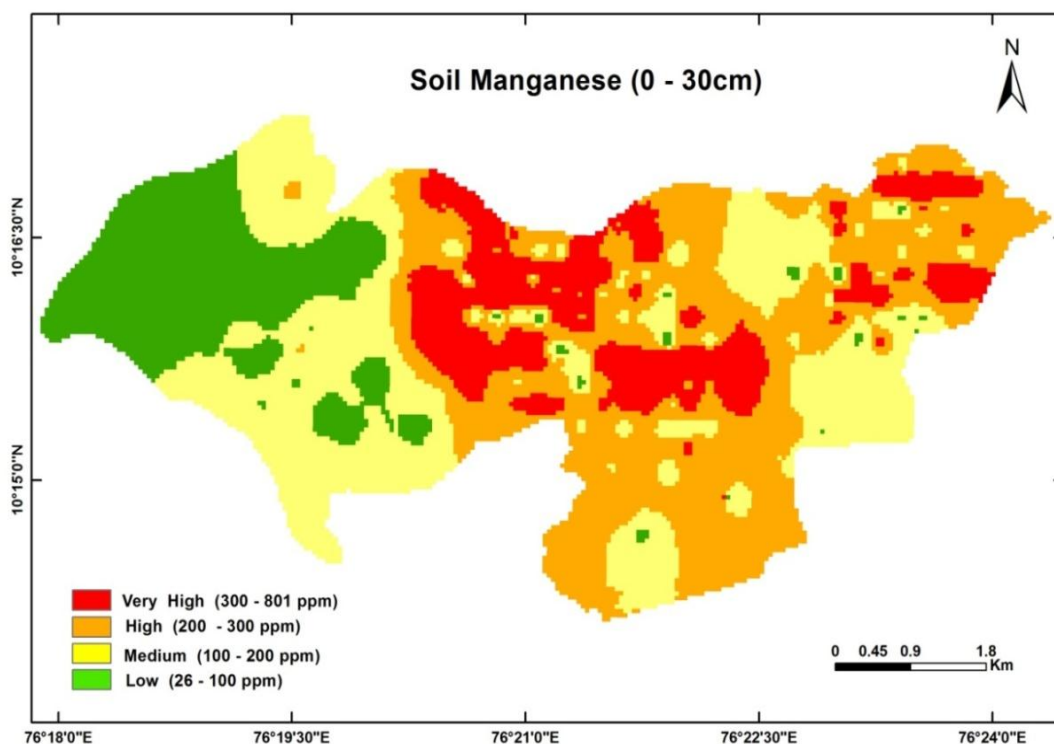 Soil Manganese (0 - 30cm)
N
10°16'30"N
10°15'0"N
Very High (300 - 801 ppm)
High (200 - 300 ppm)
Medium (100 - 200 ppm)
Low (26 - 100 ppm)
0 0.45 0.9 1.8
Km
76°18'0"E 76°19'30"E 76°21'0"E 76°22'30"E 76°24'0"E